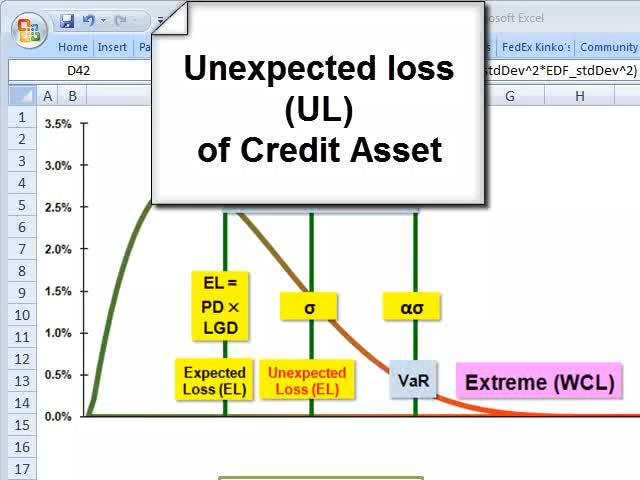 Unexpected loss
(UL)
of Credit Asset
Microsoft Excel
Home Insert FedEx Kinko's Community
D42 stdDev^2*EDF_stdDev^2)
A B G H
1
2
3
4
5
6
7
8
9
10
11
12
13
14
15
16
17
3.5%
3.0%
2.5%
2.0%
1.5%
1.0%
0.5%
0.0%
EL =
PD ×
LGD
σ
ασ
Expected
Loss (EL)
Unexpected
Loss (EL)
VaR
Extreme (WCL)